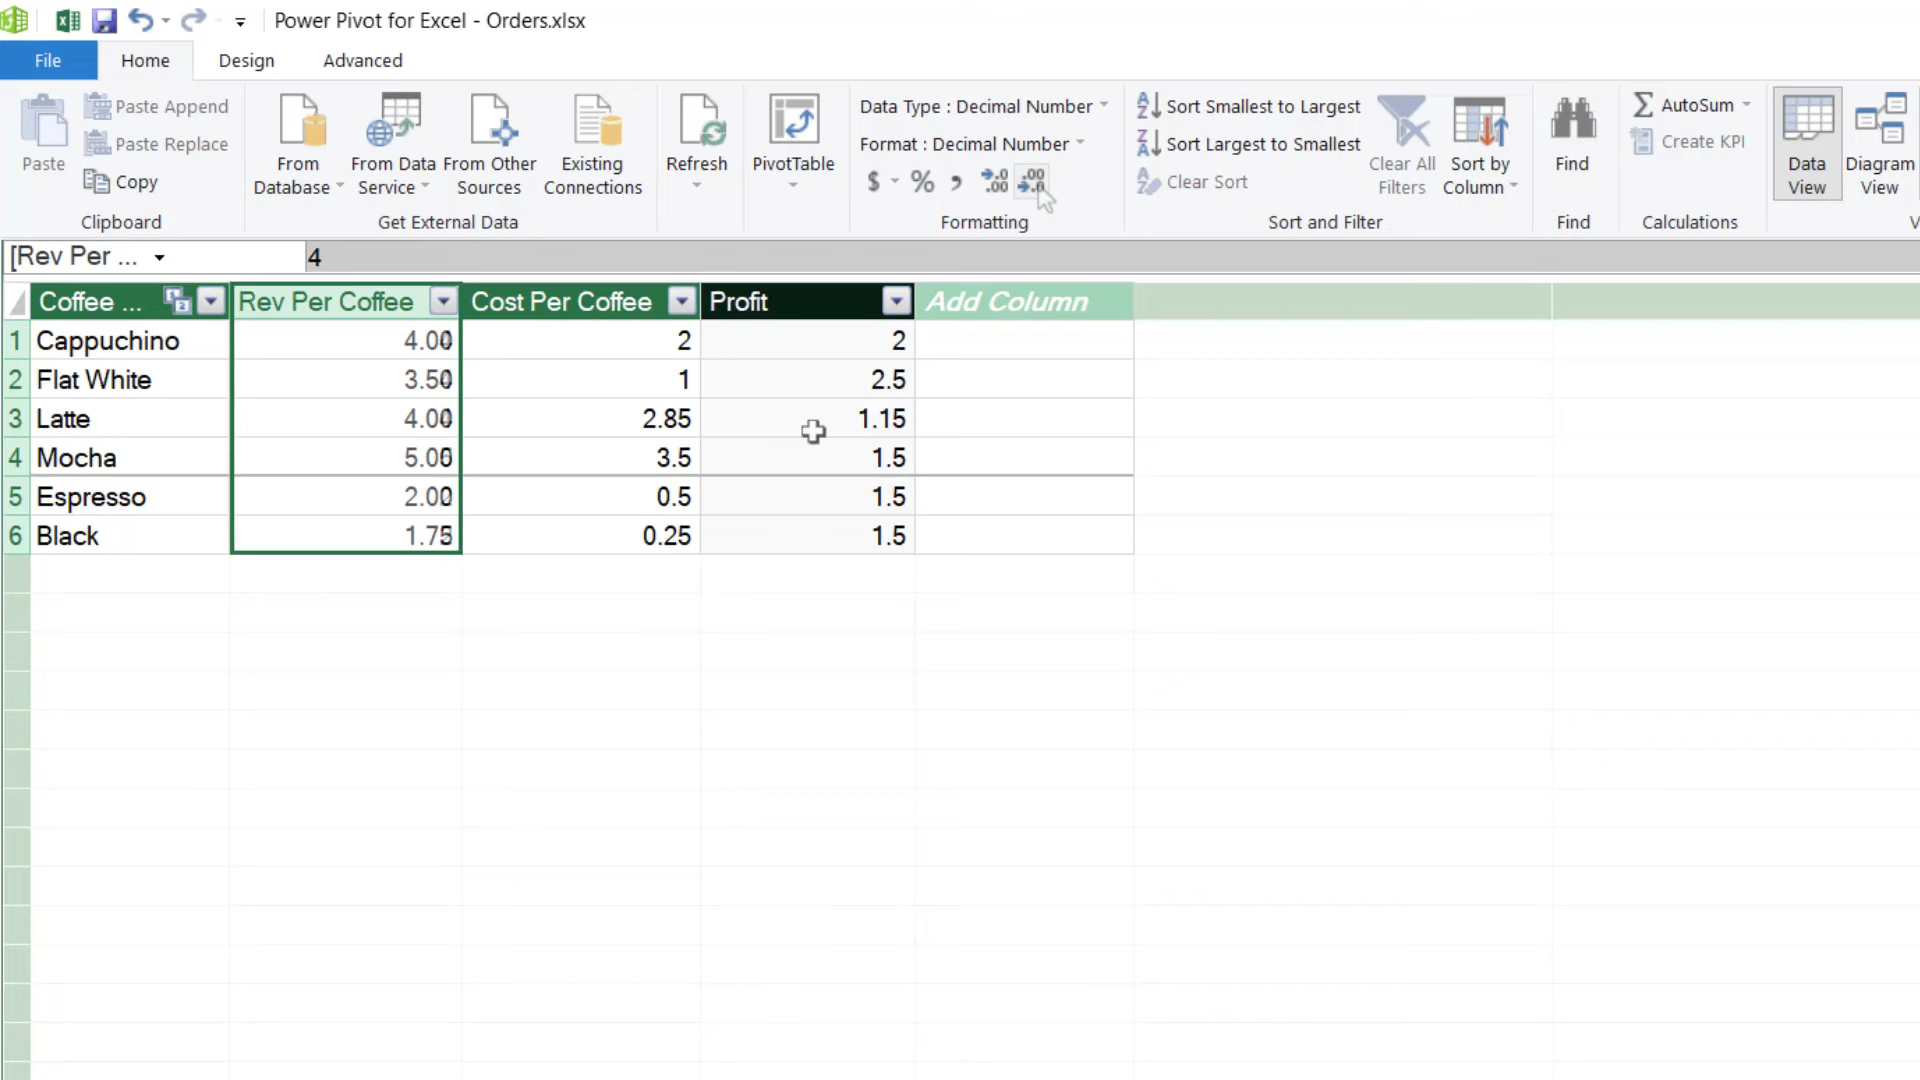 Power Pivot for Excel - Orders.xlsx
File Home Design Advanced
Paste
Paste Append
Paste Replace
Copy
Clipboard
From Database
From Data Service
From Other Sources
Existing Connections
Get External Data
Refresh
PivotTable
Data Type : Decimal Number
Format : Decimal Number
$ % , .0 .00 .00 .0
Formatting
Sort Smallest to Largest
Sort Largest to Smallest
Clear Sort
Clear All Filters
Sort by Column
Sort and Filter
Find
Find
AutoSum
Create KPI
Calculations
Data View
Diagram View
[Rev Per ... 4
Coffee ... Rev Per Coffee Cost Per Coffee Profit Add Column
1 Cappuchino 4.00 2 2
2 Flat White 3.50 1 2.5
3 Latte 4.00 2.85 1.15
4 Mocha 5.00 3.5 1.5
5 Espresso 2.00 0.5 1.5
6 Black 1.75 0.25 1.5